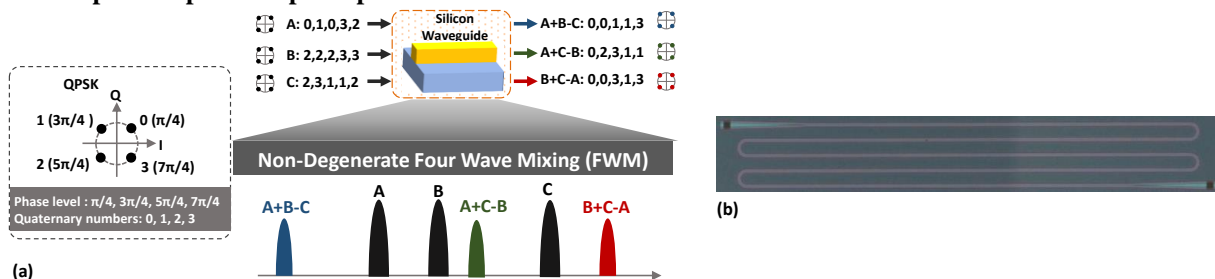 QPSK
Q
1 (3π/4 )
0 (π/4)
I
2 (5π/4)
3 (7π/4)
Phase level : π/4, 3π/4, 5π/4, 7π/4
Quaternary numbers: 0, 1, 2, 3
(a)
A: 0,1,0,3,2
B: 2,2,2,3,3
C: 2,3,1,1,2
Silicon
Waveguide
A+B-C: 0,0,1,1,3
A+C-B: 0,2,3,1,1
B+C-A: 0,0,3,1,3
Non-Degenerate Four Wave Mixing (FWM)
A+B-C
A
B
A+C-B
C
B+C-A
(b)